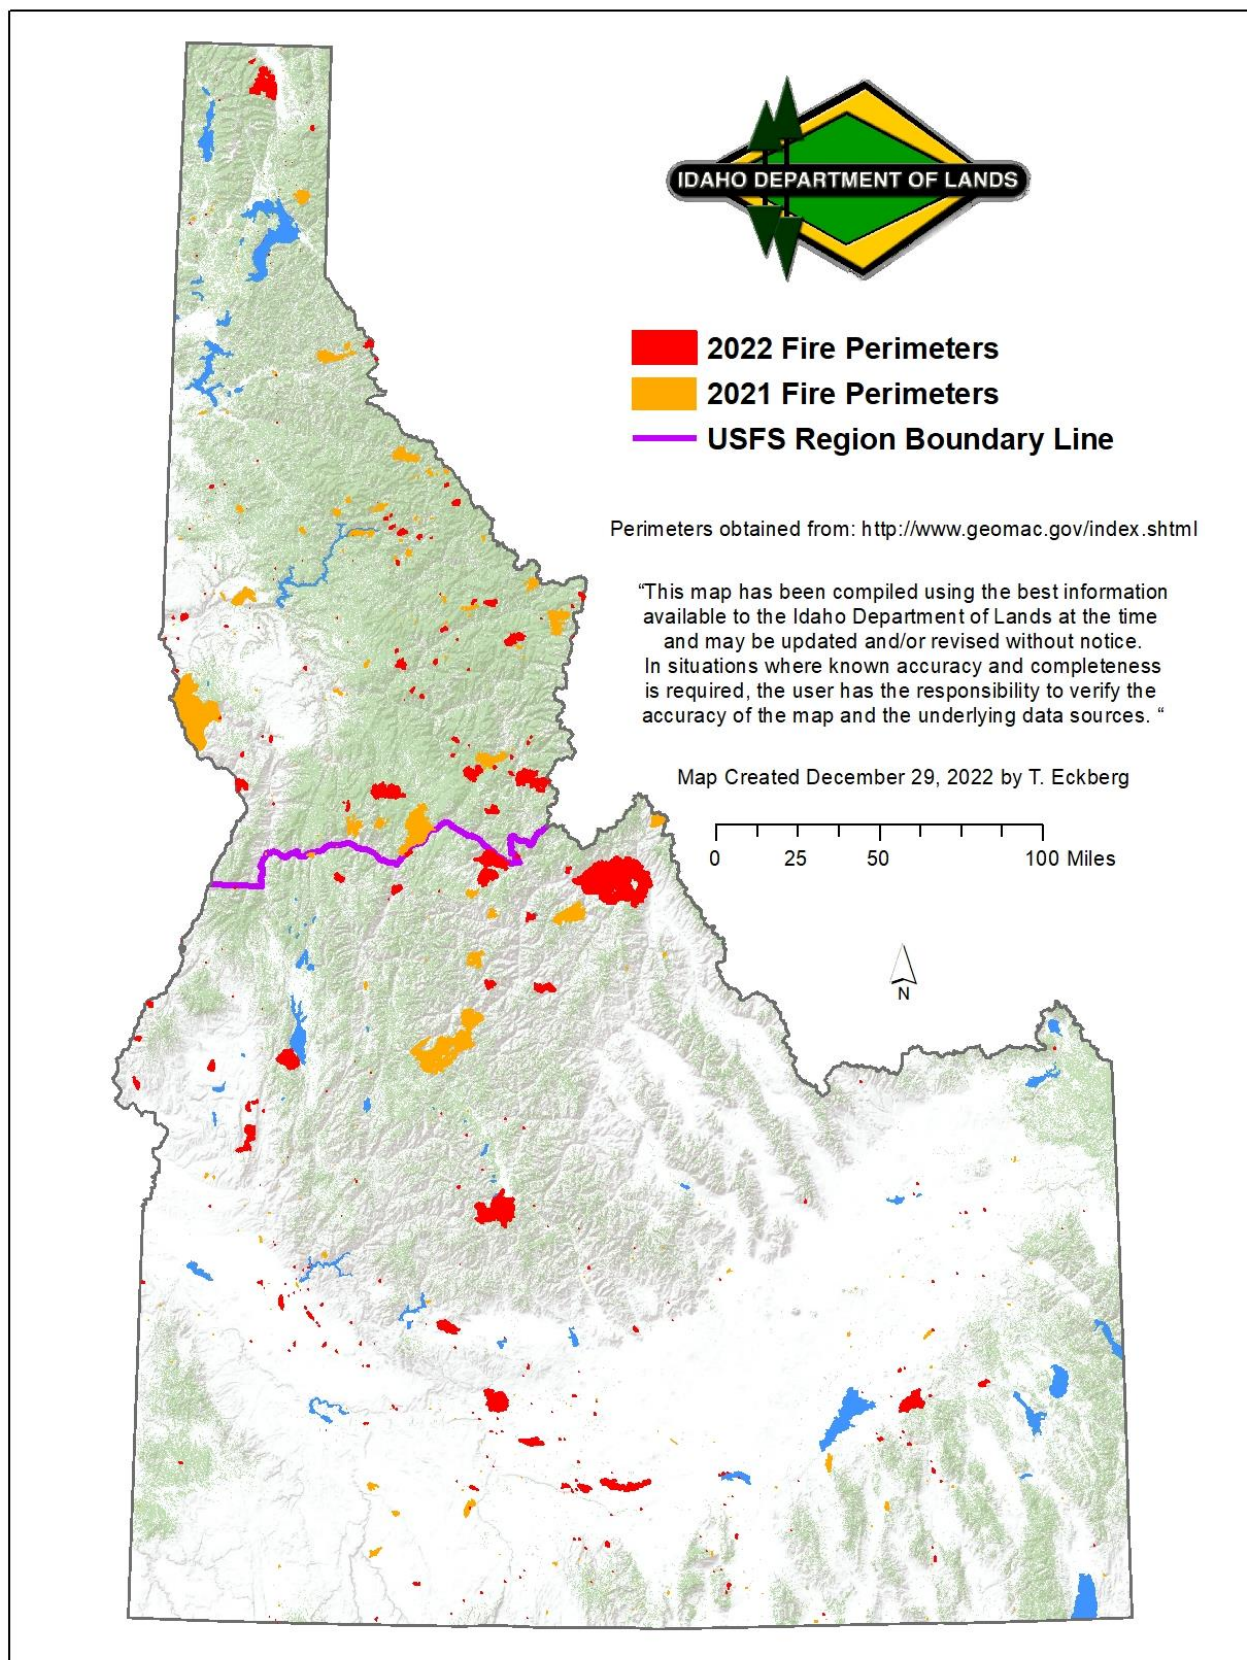 IDAHO DEPARTMENT OF LANDS
2022 Fire Perimeters
2021 Fire Perimeters
USFS Region Boundary Line
Perimeters obtained from: http://www.geomac.gov/index.shtml
“This map has been compiled using the best information
available to the Idaho Department of Lands at the time
and may be updated and/or revised without notice.
In situations where known accuracy and completeness
is required, the user has the responsibility to verify the
accuracy of the map and the underlying data sources. “
Map Created December 29, 2022 by T. Eckberg
0 25 50 100 Miles
N